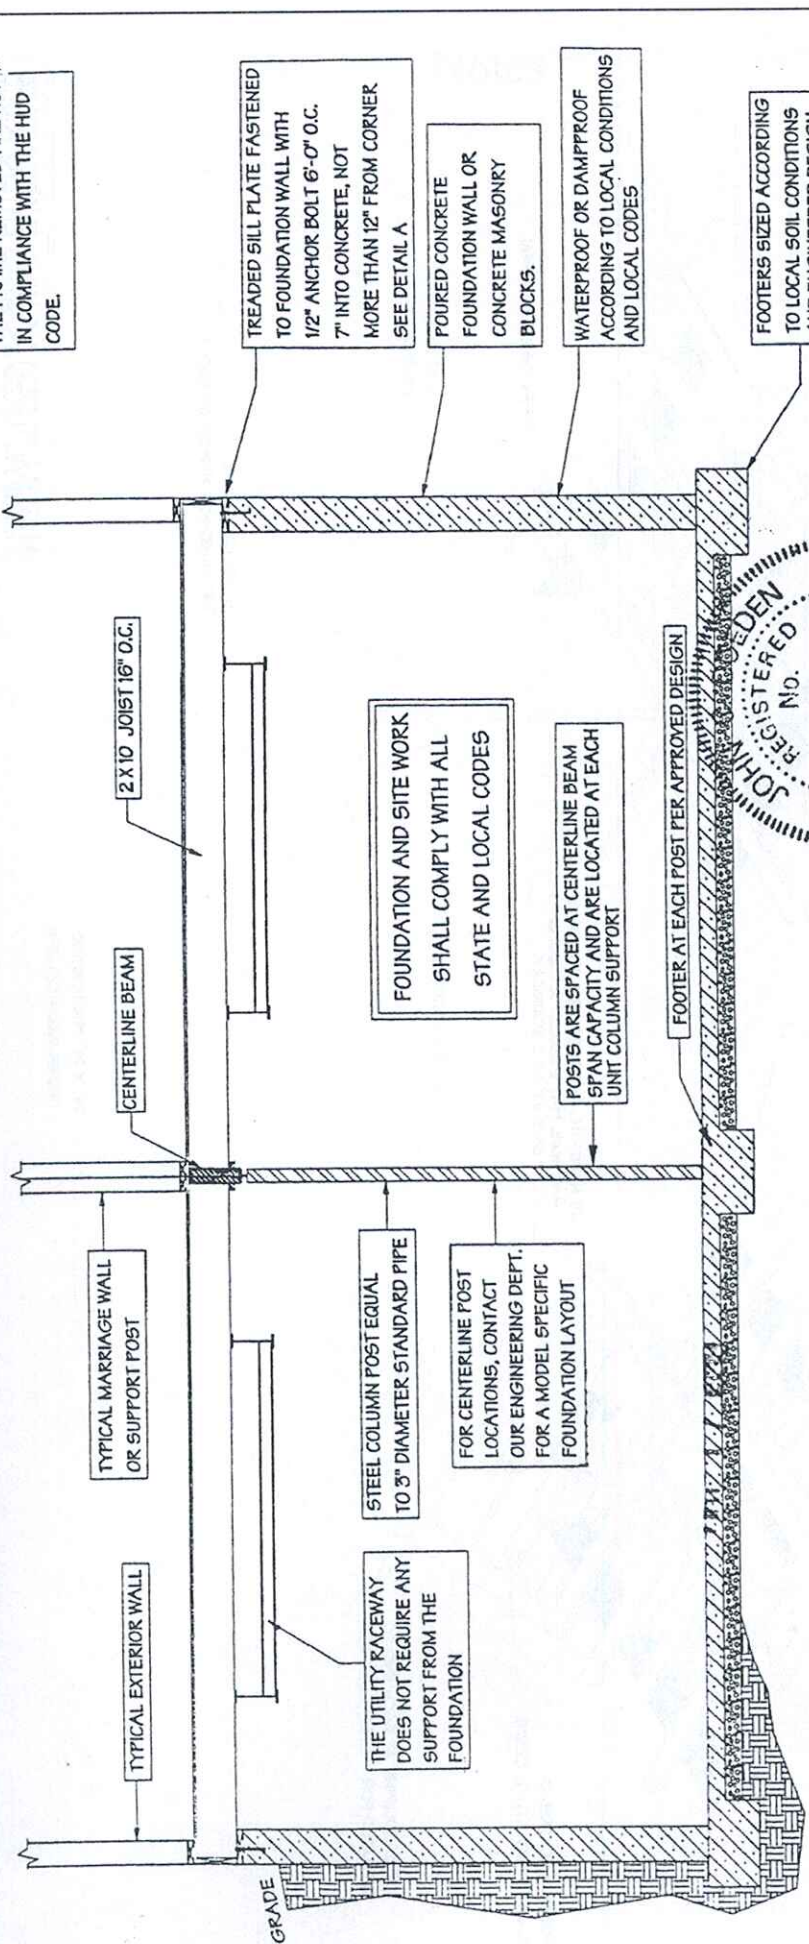 IN COMPLIANCE WITH THE HUD
CODE.
TREADED SILL PLATE FASTENED
TO FOUNDATION WALL WITH
1/2" ANCHOR BOLT 6'-0" O.C.
7" INTO CONCRETE, NOT
MORE THAN 12" FROM CORNER
SEE DETAIL A
POURED CONCRETE
FOUNDATION WALL OR
CONCRETE MASONRY
BLOCKS.
WATERPROOF OR DAMPPROOF
ACCORDING TO LOCAL CONDITIONS
AND LOCAL CODES
FOOTERS SIZED ACCORDING
TO LOCAL SOIL CONDITIONS
2 X 10 JOIST 16" O.C.
CENTERLINE BEAM
TYPICAL MARRIAGE WALL
OR SUPPORT POST
TYPICAL EXTERIOR WALL
FOUNDATION AND SITE WORK
SHALL COMPLY WITH ALL
STATE AND LOCAL CODES
POSTS ARE SPACED AT CENTERLINE BEAM
SPAN CAPACITY AND ARE LOCATED AT EACH
UNIT COLUMN SUPPORT
FOOTER AT EACH POST PER APPROVED DESIGN
STEEL COLUMN POST EQUAL
TO 3" DIAMETER STANDARD PIPE
FOR CENTERLINE POST
LOCATIONS, CONTACT
OUR ENGINEERING DEPT.
FOR A MODEL SPECIFIC
FOUNDATION LAYOUT
THE UTILITY RACEWAY
DOES NOT REQUIRE ANY
SUPPORT FROM THE
FOUNDATION
GRADE
JOHN
REGISTERED
No.